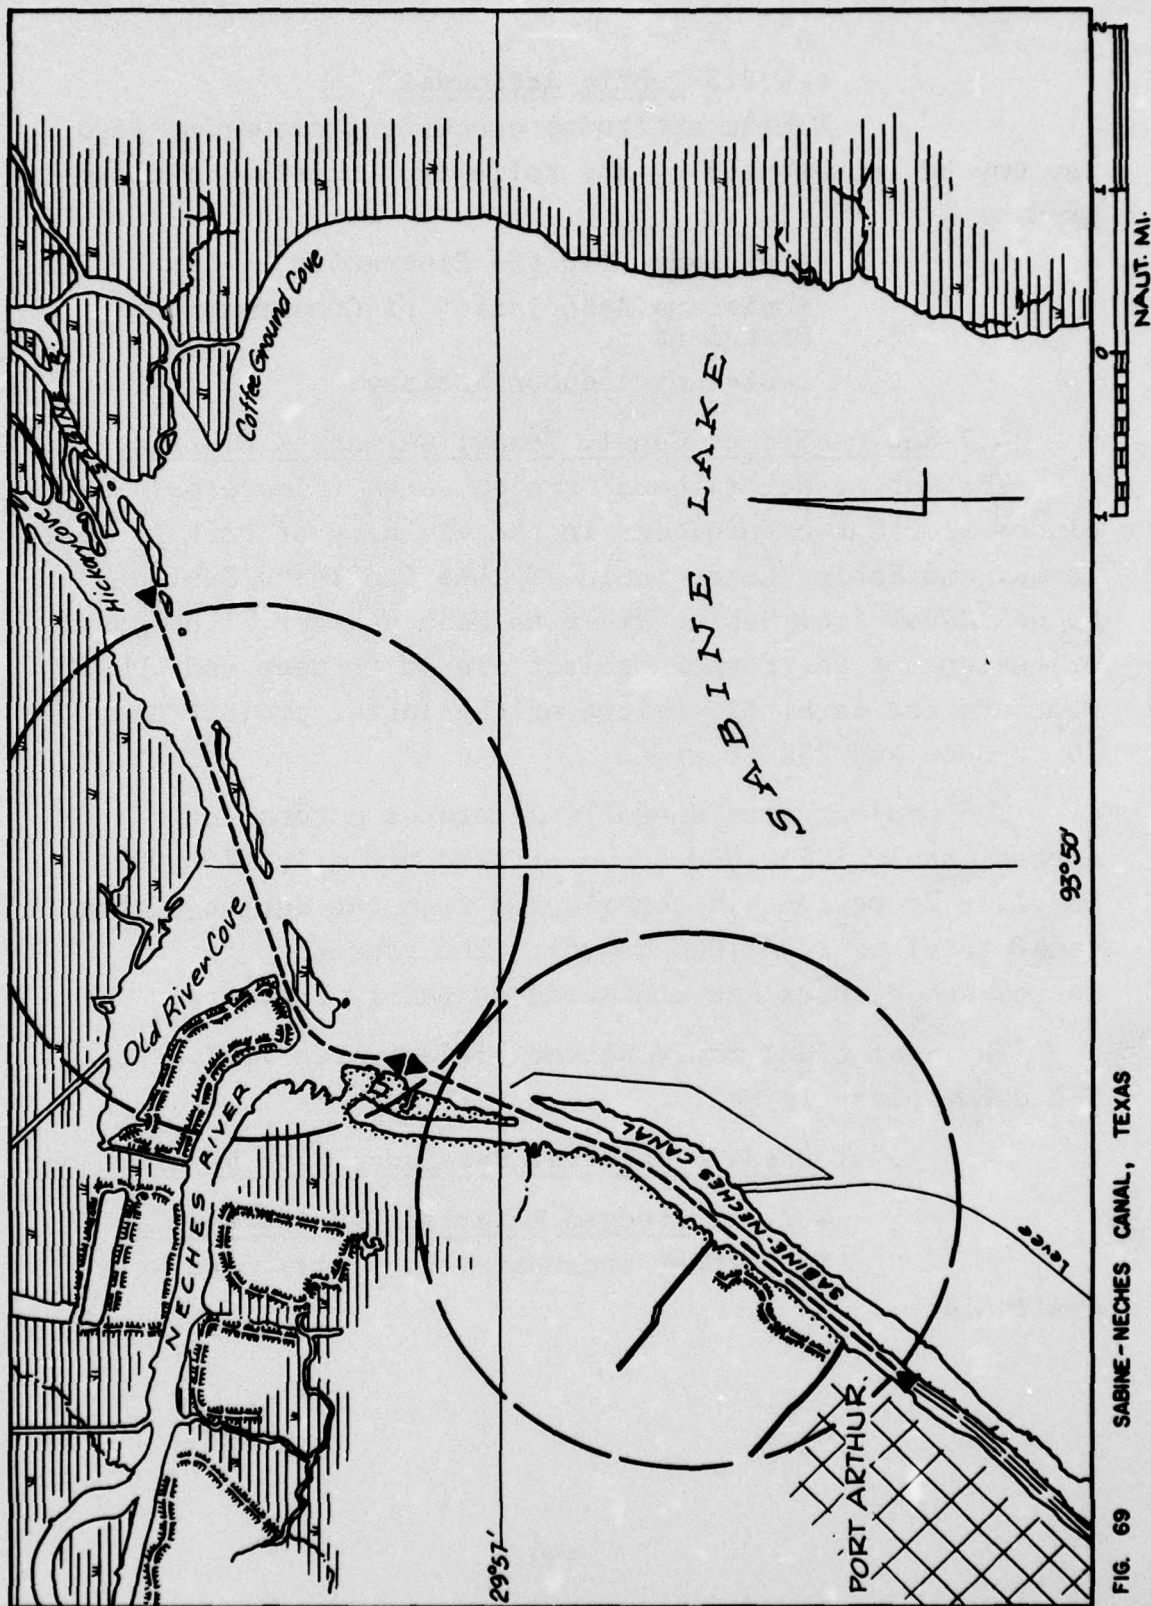 Hickory Cove
SABINE R.
Coffee Ground Cove
Old River Cove
NECHES RIVER
SABINE LAKE
29°57'
93°50'
SABINE-NECHES CANAL
Levee
PORT ARTHUR
1 0 1 2
NAUT. MI.
FIG. 69 SABINE-NECHES CANAL, TEXAS